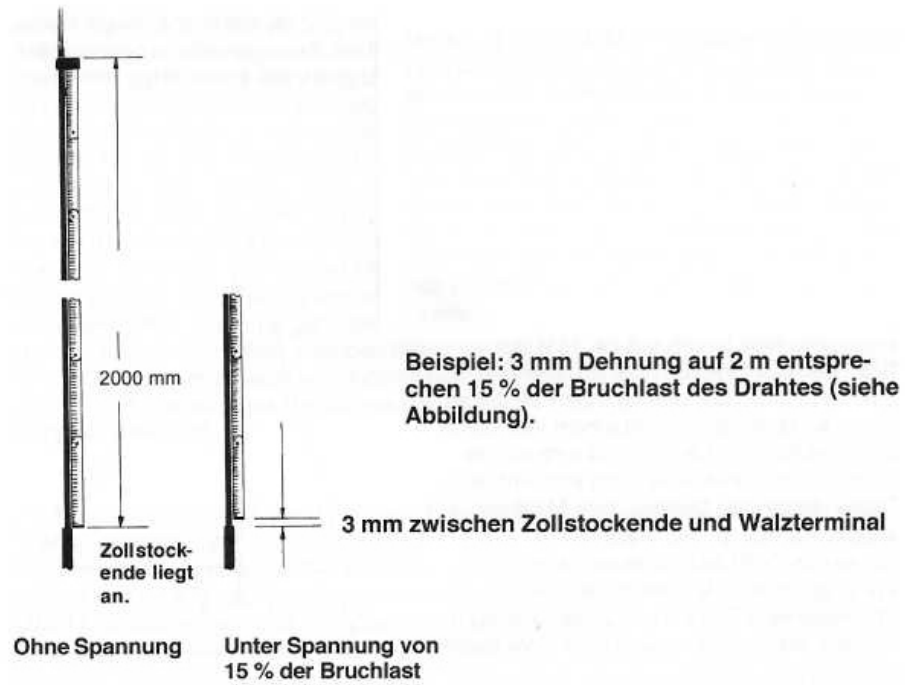 2000 mm
Beispiel: 3 mm Dehnung auf 2 m entspre-
chen 15 % der Bruchlast des Drahtes (siehe
Abbildung).
3 mm zwischen Zollstockende und Walzterminal
Zollstock-
ende liegt
an.
Ohne Spannung
Unter Spannung von
15 % der Bruchlast